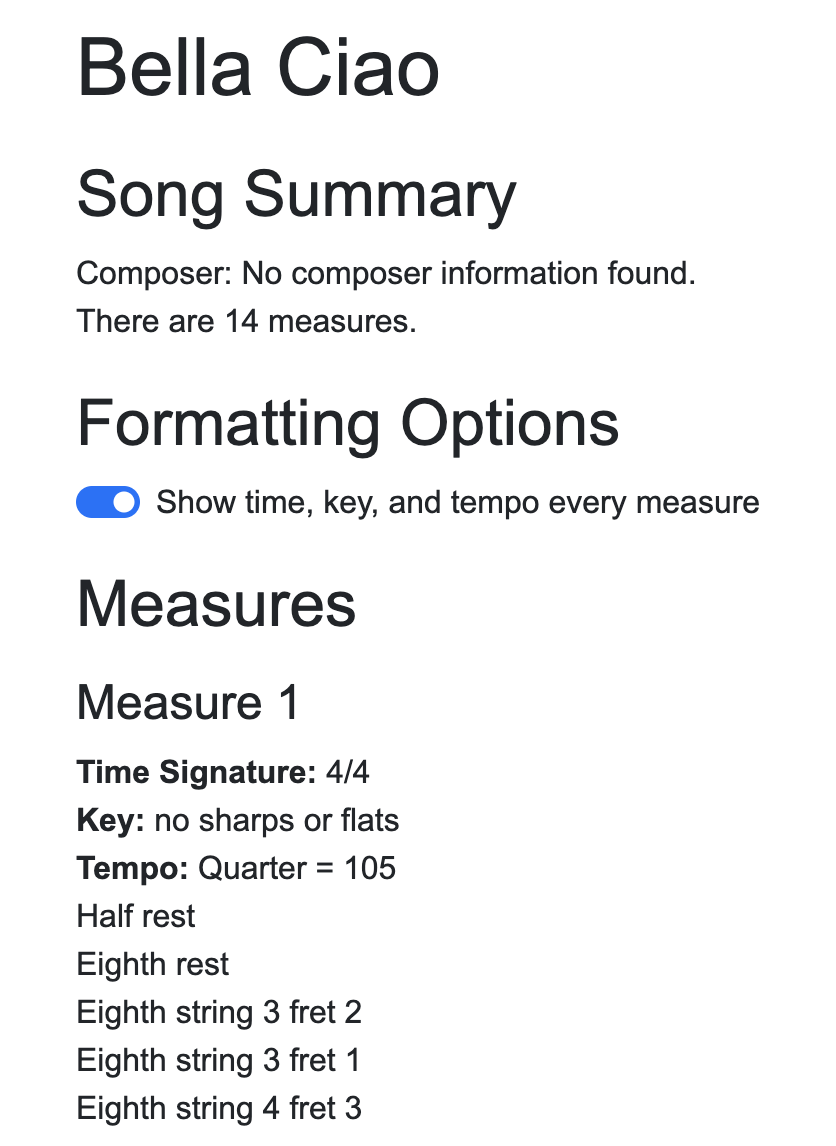 Bella Ciao
Song Summary
Composer: No composer information found.
There are 14 measures.
Formatting Options
Show time, key, and tempo every measure
Measures
Measure 1
Time Signature: 4/4
Key: no sharps or flats
Tempo: Quarter = 105
Half rest
Eighth rest
Eighth string 3 fret 2
Eighth string 3 fret 1
Eighth string 4 fret 3